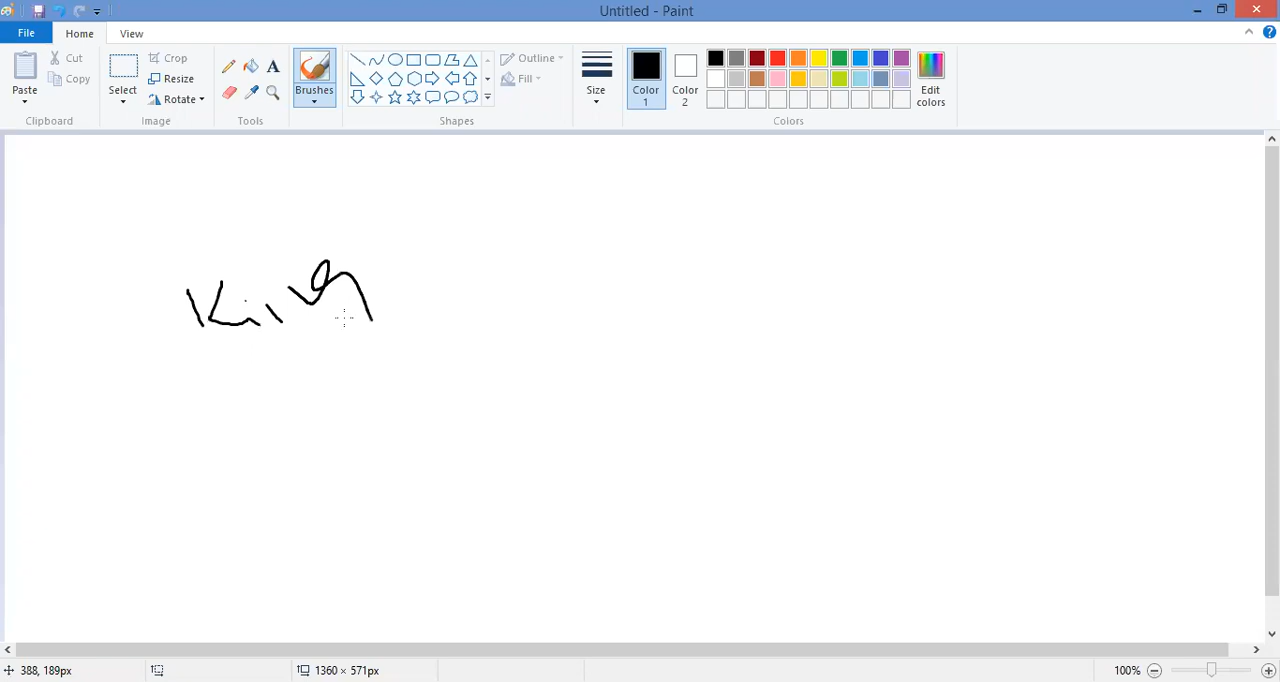 Untitled - Paint
File Home View
Paste
Cut
Copy
Clipboard
Select
Crop
Resize
Rotate
Image
Tools
Brushes
Shapes
Outline
Fill
Size
Color 1
Color 2
Edit colors
Colors
388, 189px
1360 × 571px
100%